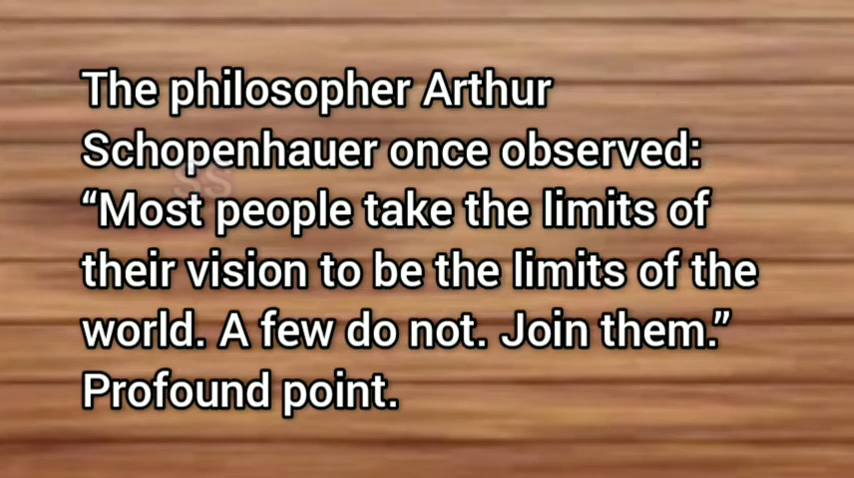 The philosopher Arthur
Schopenhauer once observed:
“Most people take the limits of
their vision to be the limits of the
world. A few do not. Join them.”
Profound point.